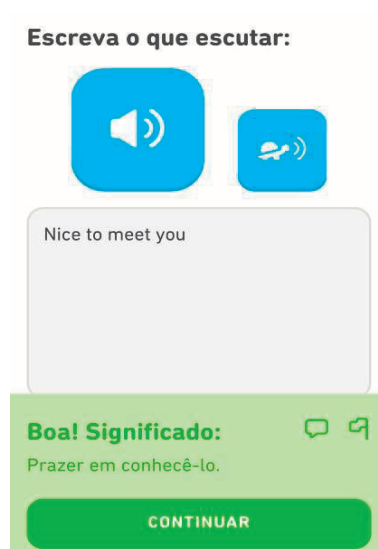 Escreva o que escutar:
Nice to meet you
Boa! Significado:
Prazer em conhecê-lo.
CONTINUAR